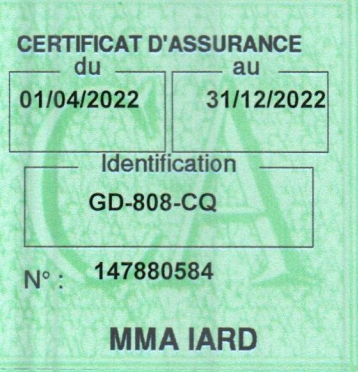 CERTIFICAT D'ASSURANCE
du au
01/04/2022 31/12/2022
Identification
GD-808-CQ
N° : 147880584
MMA IARD